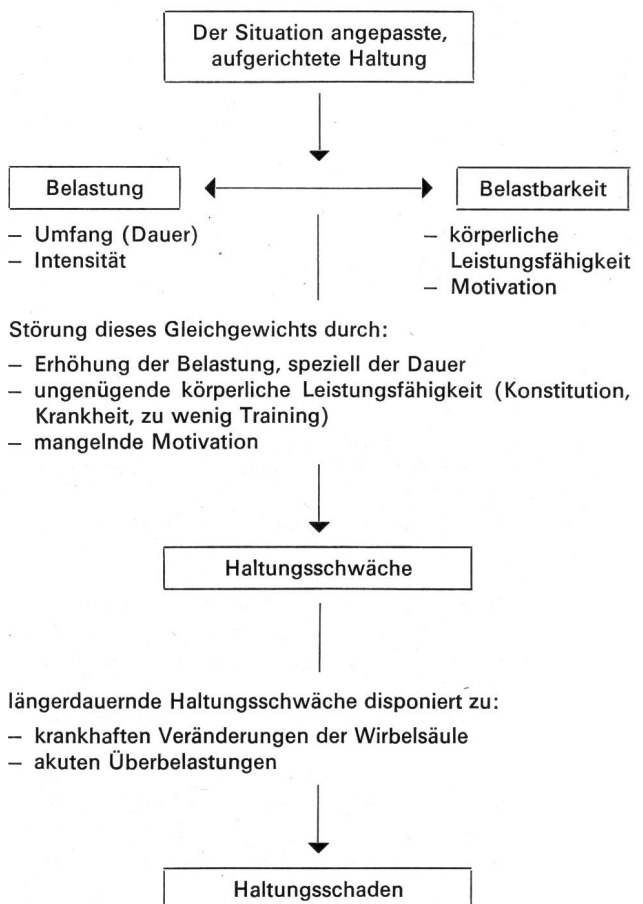 Der Situation angepasste,
aufgerichtete Haltung
Belastung
Belastbarkeit
– Umfang (Dauer)
– Intensität
– körperliche
Leistungsfähigkeit
– Motivation
Störung dieses Gleichgewichts durch:
– Erhöhung der Belastung, speziell der Dauer
– ungenügende körperliche Leistungsfähigkeit (Konstitution,
Krankheit, zu wenig Training)
– mangelnde Motivation
Haltungsschwäche
längerdauernde Haltungsschwäche disponiert zu:
– krankhaften Veränderungen der Wirbelsäule
– akuten Überbelastungen
Haltungsschaden